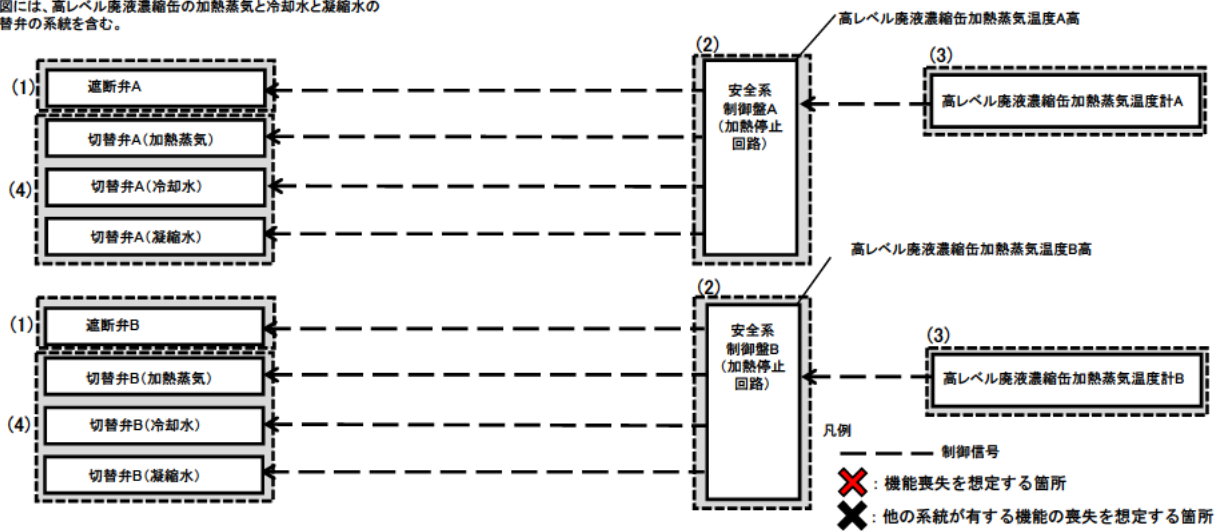 図には、高レベル廃液濃縮缶の加熱蒸気と冷却水と凝縮水の
替弁の系統を含む。
高レベル廃液濃縮缶加熱蒸気温度A高
(1)
遮断弁A
切替弁A(加熱蒸気)
(4)
切替弁A(冷却水)
切替弁A(凝縮水)
(2)
安全系
制御盤A
(加熱停止
回路)
(3)
高レベル廃液濃縮缶加熱蒸気温度計A
高レベル廃液濃縮缶加熱蒸気温度B高
(1)
遮断弁B
切替弁B(加熱蒸気)
(4)
切替弁B(冷却水)
切替弁B(凝縮水)
(2)
安全系
制御盤B
(加熱停止
回路)
(3)
高レベル廃液濃縮缶加熱蒸気温度計B
凡例
制御信号
:機能喪失を想定する箇所
:他の系統が有する機能の喪失を想定する箇所